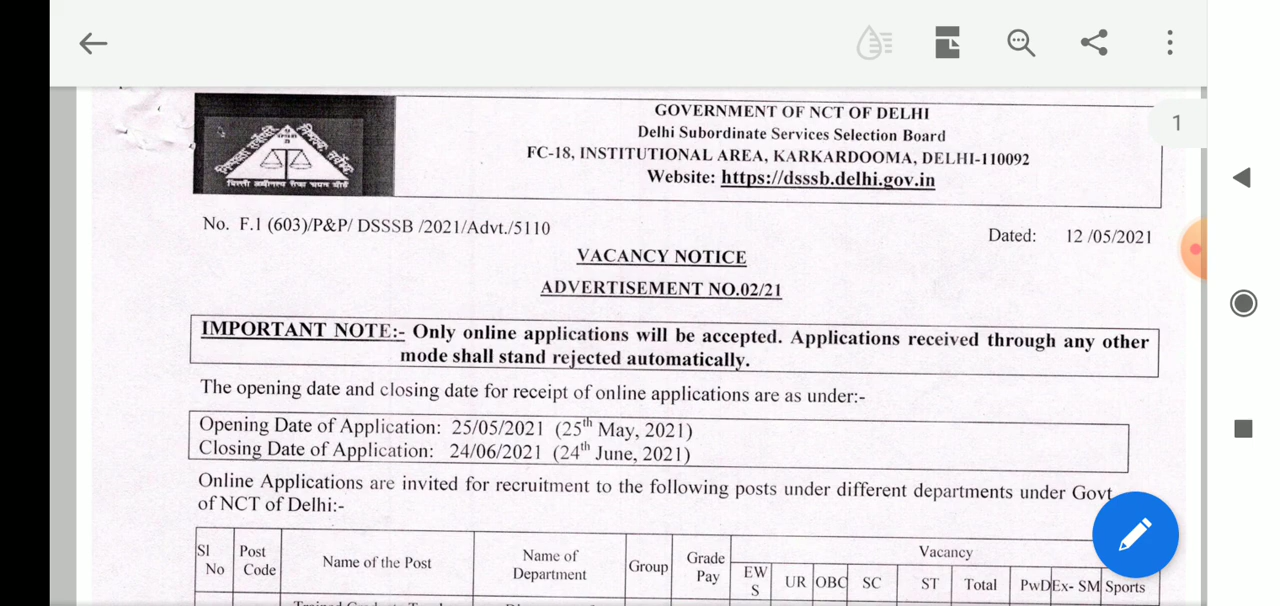 GOVERNMENT OF NCT OF DELHI
Delhi Subordinate Services Selection Board
FC-18, INSTITUTIONAL AREA, KARKARDOOMA, DELHI-110092
Website: https://dsssb.delhi.gov.in
1
No. F.1 (603)/P&P/ DSSSB /2021/Advt./5110
Dated: 12 /05/2021
VACANCY NOTICE
ADVERTISEMENT NO.02/21
IMPORTANT NOTE:- Only online applications will be accepted. Applications received through any other
mode shall stand rejected automatically.
The opening date and closing date for receipt of online applications are as under:-
Opening Date of Application: 25/05/2021 (25th May, 2021)
Closing Date of Application: 24/06/2021 (24th June, 2021)
Online Applications are invited for recruitment to the following posts under different departments under Govt
of NCT of Delhi:-
Sl No Post Code Name of the Post Name of Department Group Grade Pay Vacancy
EWS UR OBC SC ST Total PwD Ex- SM Sports